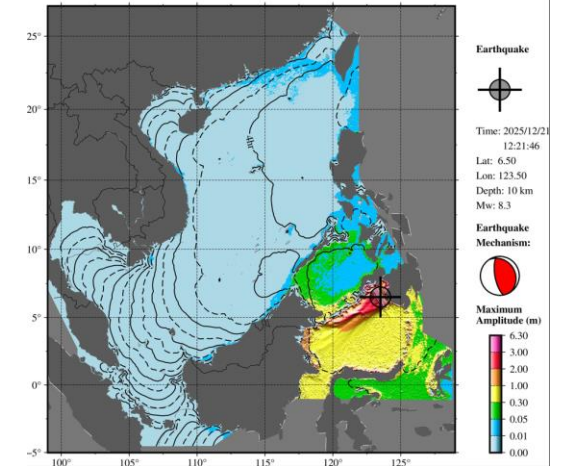 25°
20°
15°
10°
5°
0°
-5°
100°
105°
110°
115°
120°
125°
4hr
Earthquake
Time: 2025/12/21
12:21:46
Lat: 6.50
Lon: 123.50
Depth: 10 km
Mw: 8.3
Earthquake
Mechanism:
Maximum
Amplitude (m)
6.30
3.00
2.00
1.00
0.30
0.05
0.01
0.00